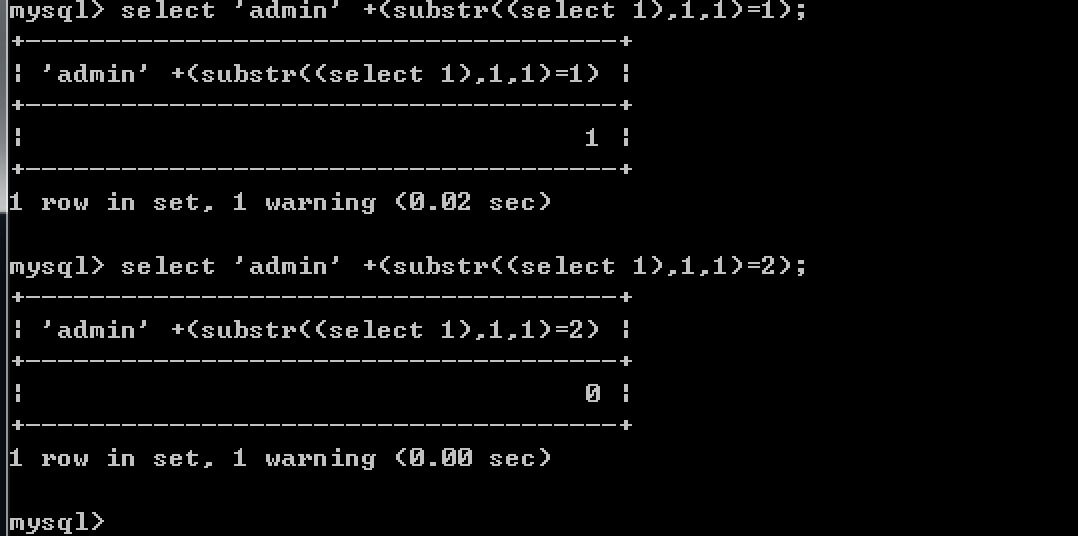 mysql> select 'admin' +(substr((select 1),1,1)=1);
+--------------------------------------+
| 'admin' +(substr((select 1),1,1)=1) |
+--------------------------------------+
| 1 |
+--------------------------------------+
1 row in set, 1 warning (0.02 sec)
mysql> select 'admin' +(substr((select 1),1,1)=2);
+--------------------------------------+
| 'admin' +(substr((select 1),1,1)=2) |
+--------------------------------------+
| 0 |
+--------------------------------------+
1 row in set, 1 warning (0.00 sec)
mysql>